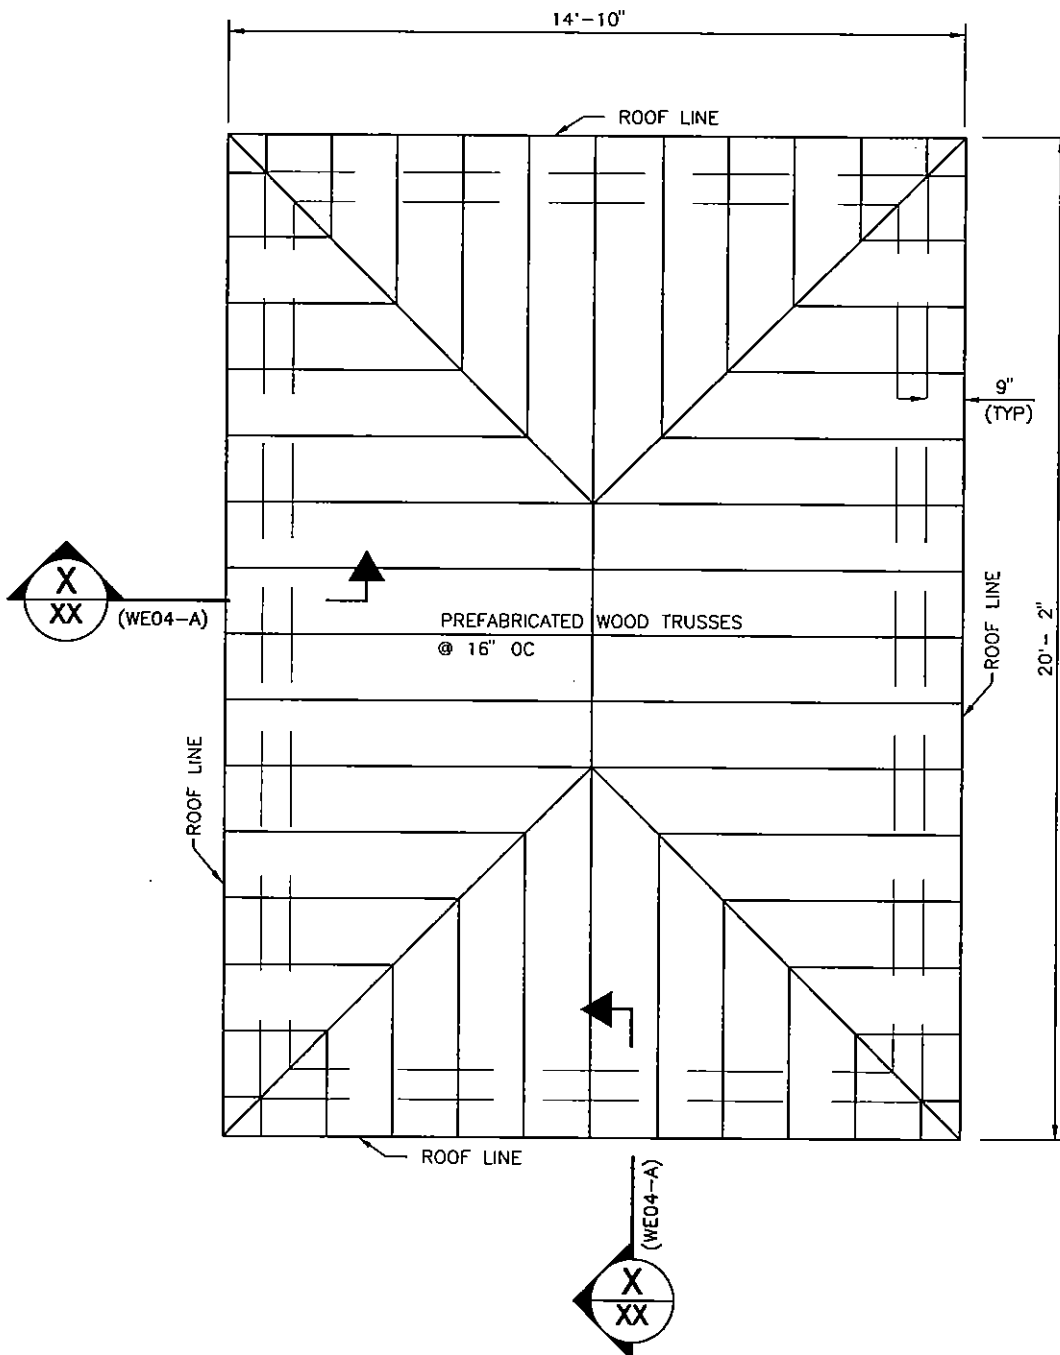 14'-10"
ROOF LINE
9"
(TYP)
X
XX
(WE04-A)
PREFABRICATED WOOD TRUSSES
@ 16" OC
ROOF LINE
20'- 2"
ROOF LINE
ROOF LINE
(WE04-A)
X
XX